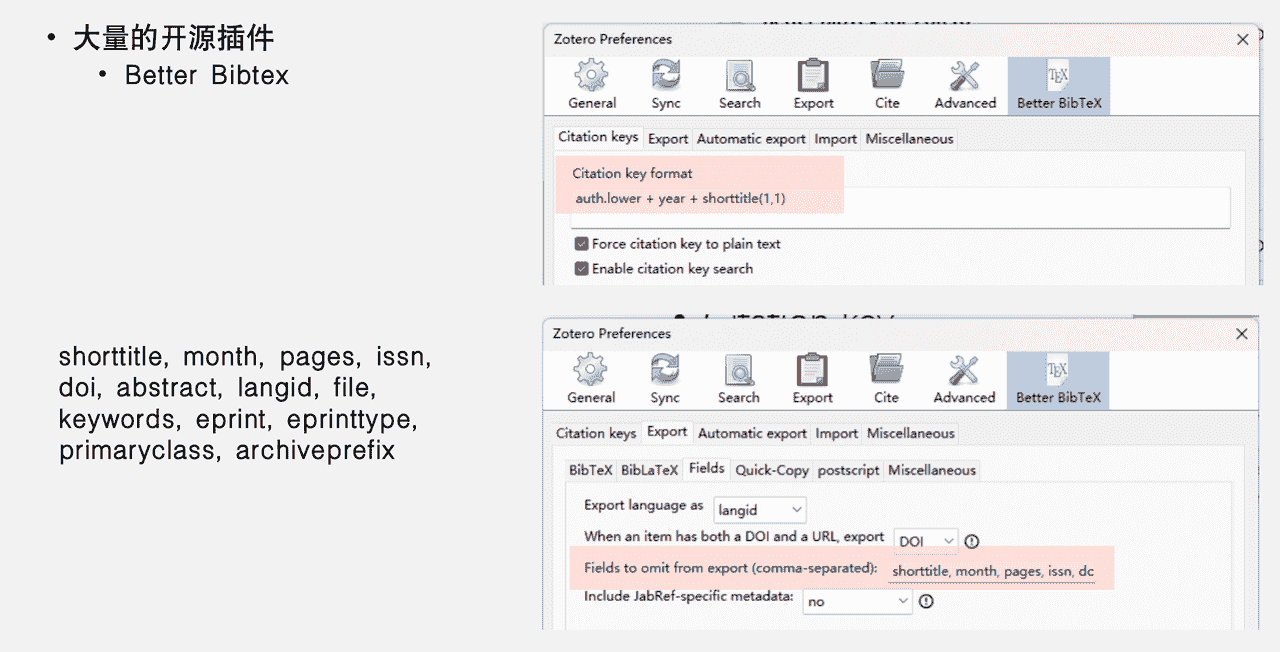 大量的开源插件
Better Bibtex
shorttitle, month, pages, issn,
doi, abstract, langid, file,
keywords, eprint, eprinttype,
primaryclass, archiveprefix
Zotero Preferences
General Sync Search Export Cite Advanced Better BibTeX
Citation keys Export Automatic export Import Miscellaneous
Citation key format
auth.lower + year + shorttitle(1,1)
Force citation key to plain text
Enable citation key search
Zotero Preferences
General Sync Search Export Cite Advanced Better BibTeX
Citation keys Export Automatic export Import Miscellaneous
BibTeX BibLaTeX Fields Quick-Copy postscript Miscellaneous
Export language as langid
When an item has both a DOI and a URL, export DOI
Fields to omit from export (comma-separated): shorttitle, month, pages, issn, dc
Include JabRef-specific metadata: no